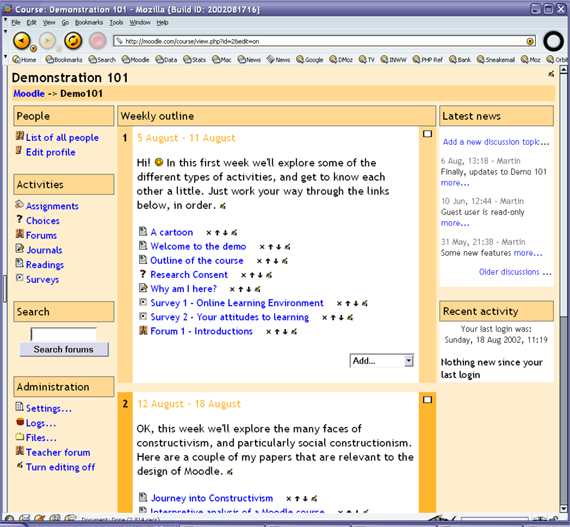 Course: Demonstration 101 - Mozilla {Build ID: 2002081716}
File Edit View Go Bookmarks Tools Window Help
http://moodle.com/course/view.php?id=2&edit=on
Home Bookmarks Search Moodle Data Stats Mac News News Google DMoz TV INWW PHP Ref Bank Sneakemail Moz Orbit
Demonstration 101
Moodle -> Demo101
People
List of all people
Edit profile
Activities
Assignments
Choices
Forums
Journals
Readings
Surveys
Search
Search forums
Administration
Settings...
Logs...
Files...
Teacher forum
Turn editing off
Weekly outline
1 5 August - 11 August
Hi! In this first week we'll explore some of the
different types of activities, and get to know each
other a little. Just work your way through the links
below, in order.
A cartoon
Welcome to the demo
Outline of the course
? Research Consent
Why am I here?
Survey 1 - Online Learning Environment
Survey 2 - Your attitudes to learning
Forum 1 - Introductions
Add...
2 12 August - 18 August
OK, this week we'll explore the many faces of
constructivism, and particularly social constructionism.
Here are a couple of my papers that are relevant to the
design of Moodle.
Journey into Constructivism
Interpretive analysis of a Moodle course
Latest news
Add a new discussion topic...
6 Aug, 13:18 - Martin
Finally, updates to Demo 101
more...
10 Jun, 12:44 - Martin
Guest user is read-only
more...
31 May, 21:38 - Martin
Some new features more...
Older discussions ...
Recent activity
Your last login was:
Sunday, 18 Aug 2002, 11:19
Nothing new since your
last login
Document: Done